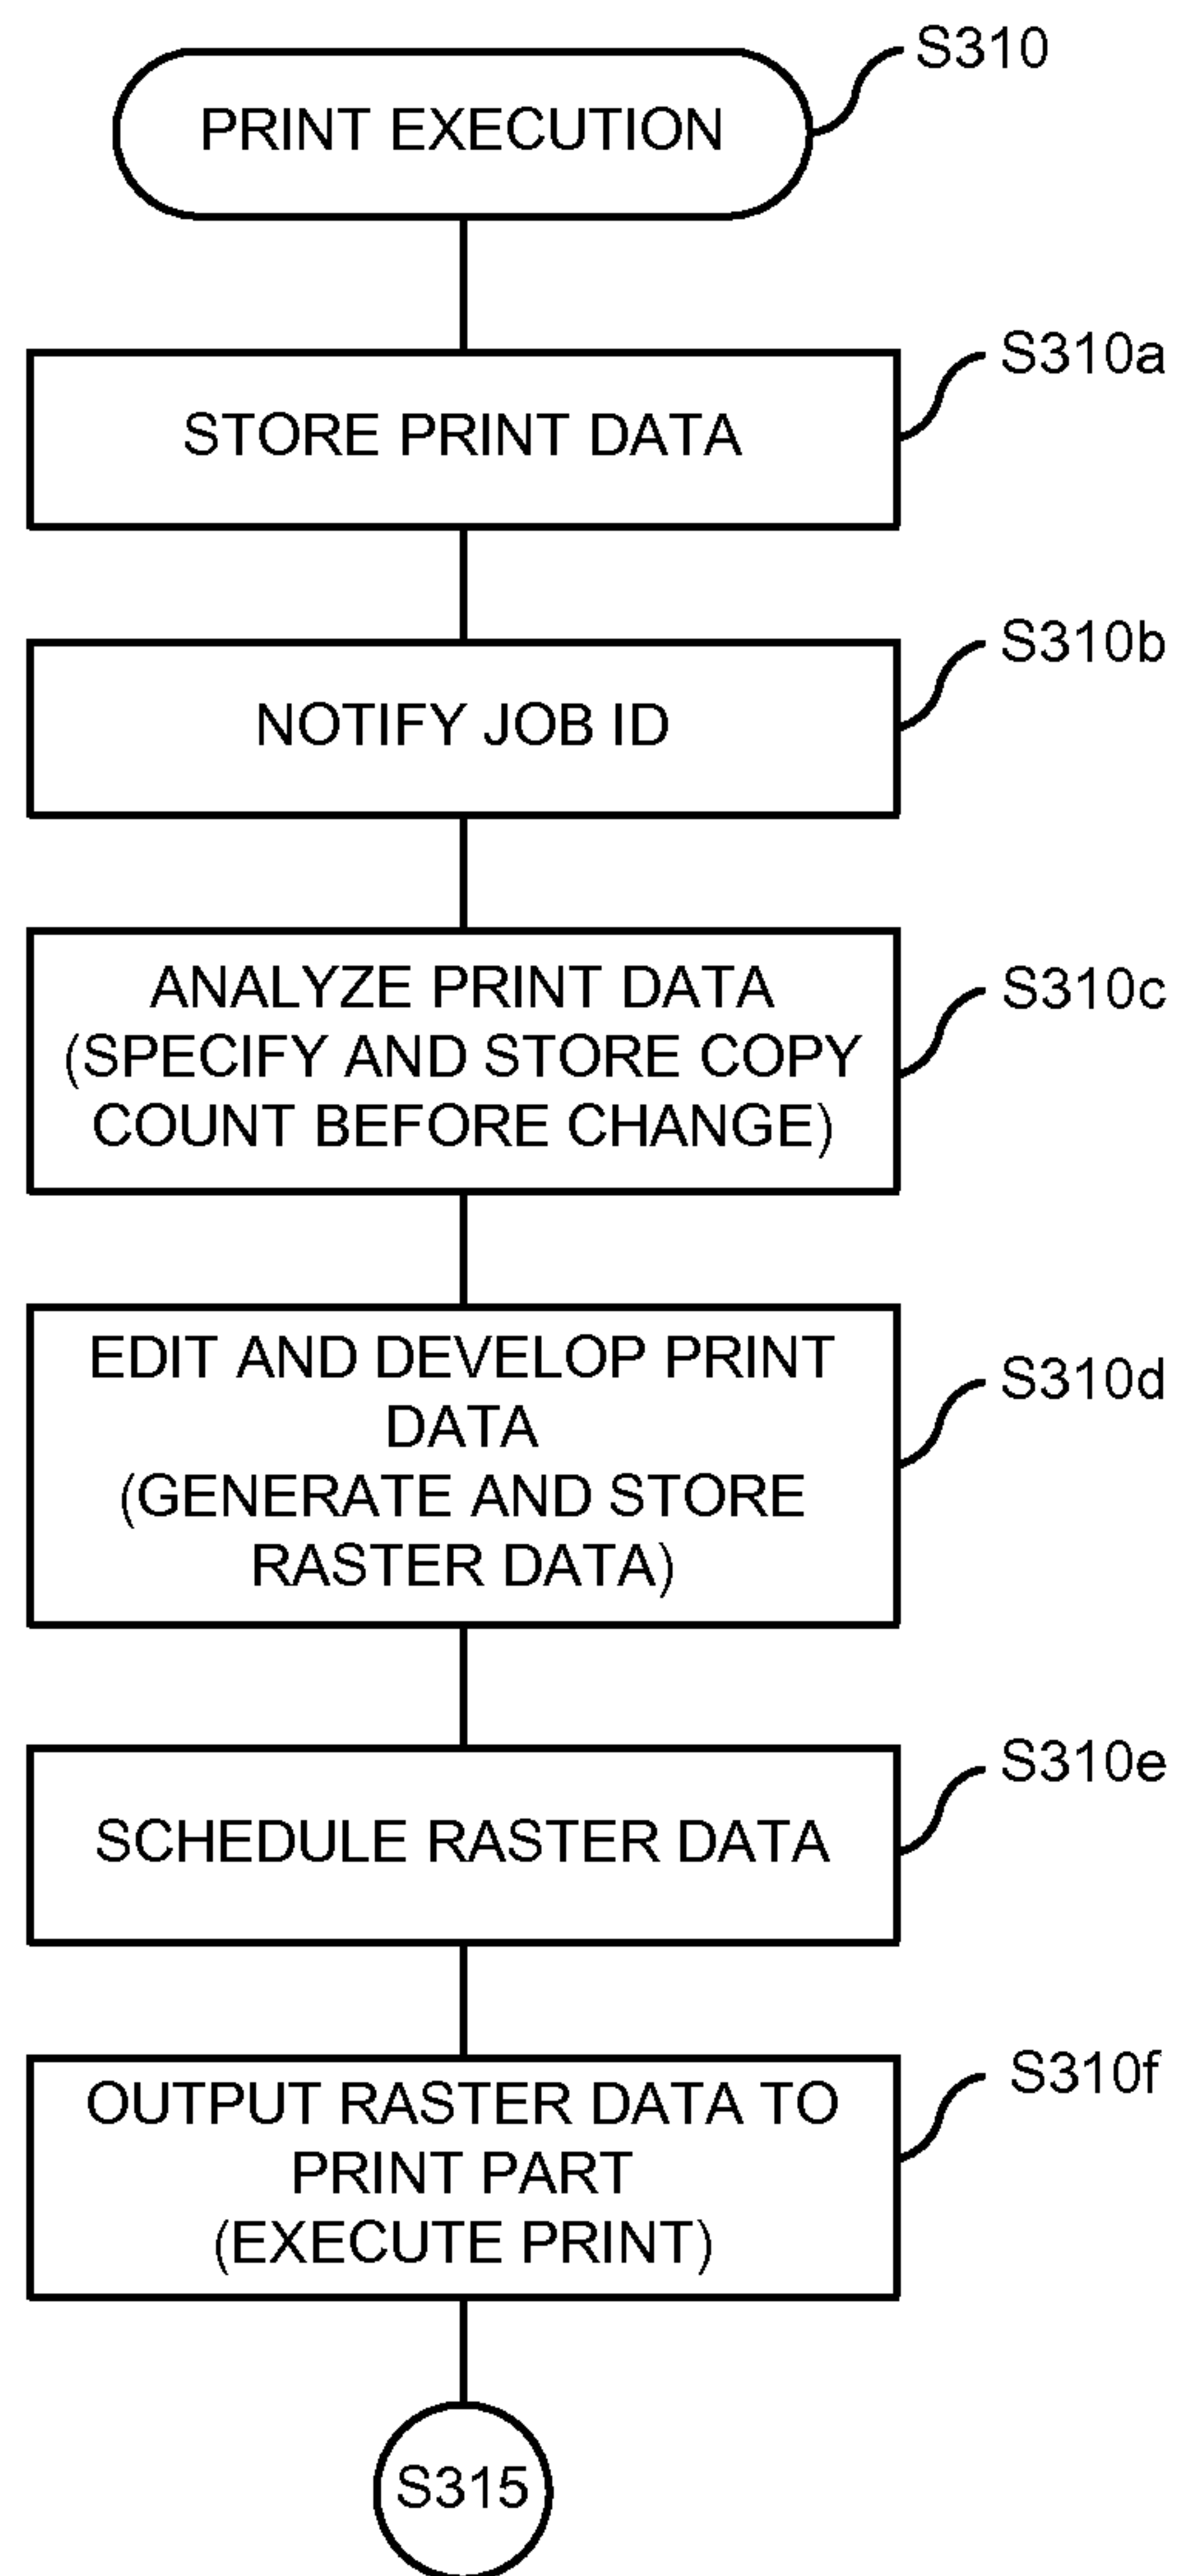 S310
PRINT EXECUTION
S310a
STORE PRINT DATA
S310b
NOTIFY JOB ID
S310c
ANALYZE PRINT DATA
(SPECIFY AND STORE COPY
COUNT BEFORE CHANGE)
S310d
EDIT AND DEVELOP PRINT
DATA
(GENERATE AND STORE
RASTER DATA)
S310e
SCHEDULE RASTER DATA
S310f
OUTPUT RASTER DATA TO
PRINT PART
(EXECUTE PRINT)
S315